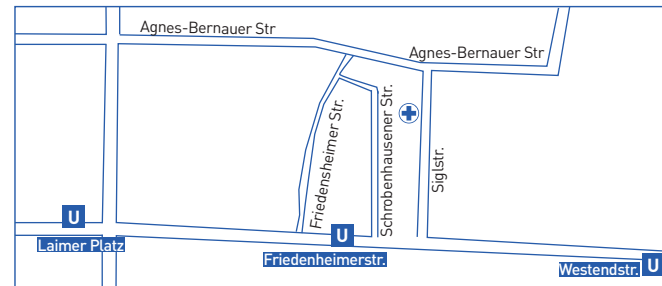 Agnes-Bernauer Str
Agnes-Bernauer Str
Friedensheimer Str.
Schrobenhausener Str.
Siglstr.
U
Laimer Platz
U
Friedenheimerstr.
U
Westendstr.